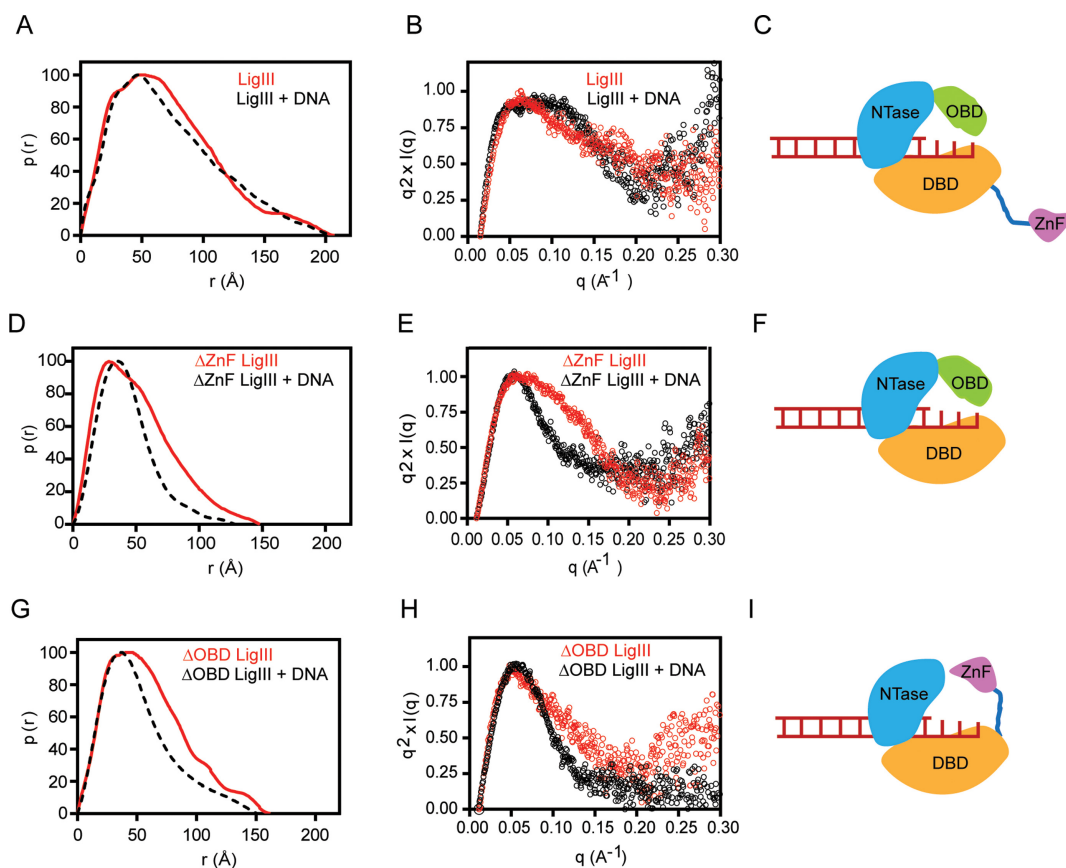 A
100
80
60
40
20
0
p (r)
0 50 100 150 200
r (Å)
LigIII
LigIII + DNA
B
1.00
0.75
0.50
0.25
0.00
q2 x I(q)
0.00 0.05 0.10 0.15 0.20 0.25 0.30
q (A-1)
LigIII
LigIII + DNA
C
NTase
OBD
DBD
ZnF
D
100
80
60
40
20
0
p (r)
0 50 100 150 200
r (Å)
ΔZnF LigIII
ΔZnF LigIII + DNA
E
1.00
0.75
0.50
0.25
0.00
q2 x I(q)
0.00 0.05 0.10 0.15 0.20 0.25 0.30
q (A-1)
ΔZnF LigIII
ΔZnF LigIII + DNA
F
NTase
OBD
DBD
G
100
80
60
40
20
0
p (r)
0 50 100 150 200
r (Å)
ΔOBD LigIII
ΔOBD LigIII + DNA
H
1.00
0.75
0.50
0.25
0.00
q2 x I(q)
0.00 0.05 0.10 0.15 0.20 0.25 0.30
q (A-1)
ΔOBD LigIII
ΔOBD LigIII + DNA
I
NTase
ZnF
DBD